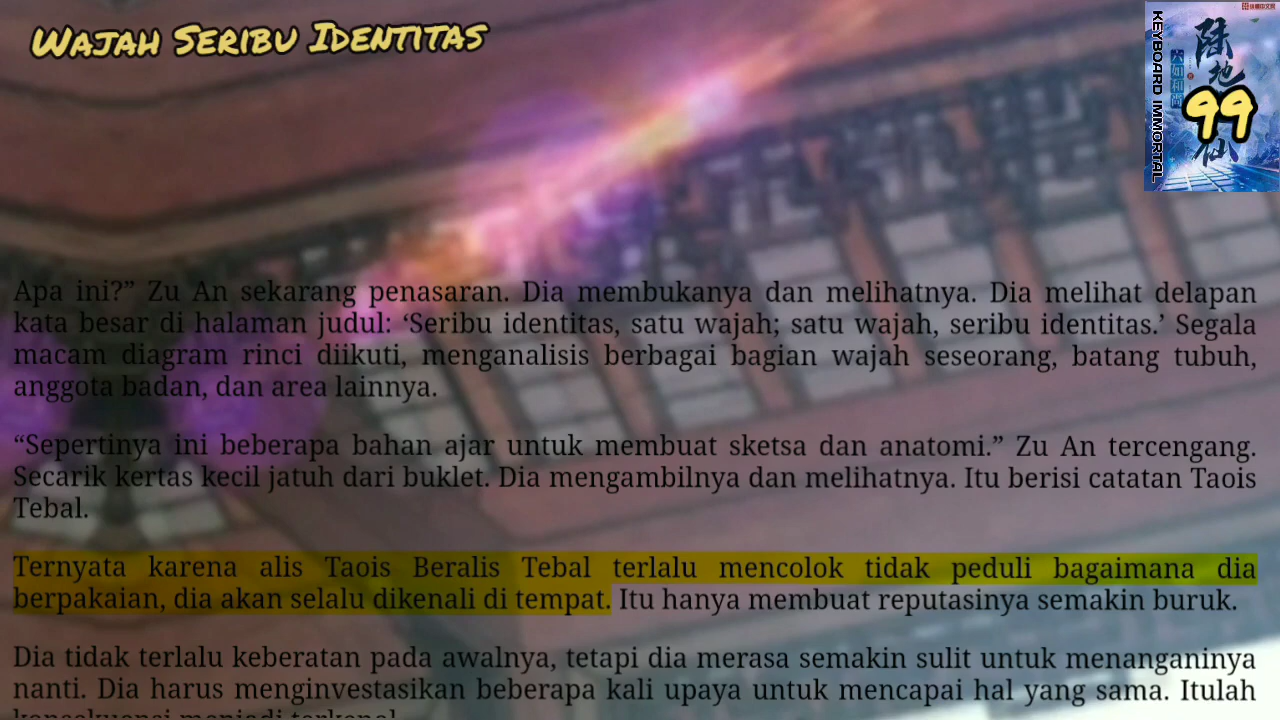 Wajah Seribu Identitas
KEYBOARD IMMORTAL
陆地
仙
99
Apa ini?” Zu An sekarang penasaran. Dia membukanya dan melihatnya. Dia melihat delapan
kata besar di halaman judul: ‘Seribu identitas, satu wajah; satu wajah, seribu identitas.’ Segala
macam diagram rinci diikuti, menganalisis berbagai bagian wajah seseorang, batang tubuh,
anggota badan, dan area lainnya.
“Sepertinya ini beberapa bahan ajar untuk membuat sketsa dan anatomi.” Zu An tercengang.
Secarik kertas kecil jatuh dari buklet. Dia mengambilnya dan melihatnya. Itu berisi catatan Taois
Tebal.
Ternyata karena alis Taois Beralis Tebal terlalu mencolok tidak peduli bagaimana dia
berpakaian, dia akan selalu dikenali di tempat. Itu hanya membuat reputasinya semakin buruk.
Dia tidak terlalu keberatan pada awalnya, tetapi dia merasa semakin sulit untuk menanganinya
nanti. Dia harus menginvestasikan beberapa kali upaya untuk mencapai hal yang sama. Itulah
konsekuensi menjadi terkenal.